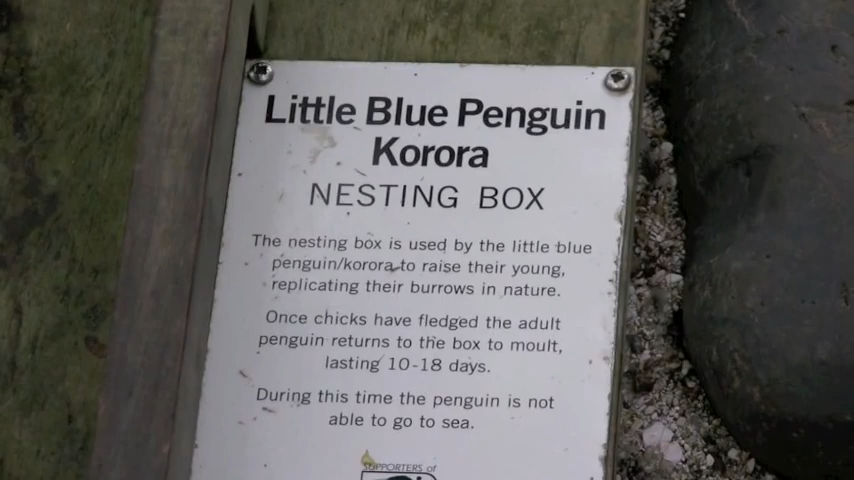 Little Blue Penguin
Korora
NESTING BOX
The nesting box is used by the little blue
penguin/korora to raise their young,
replicating their burrows in nature.
Once chicks have fledged the adult
penguin returns to the box to moult,
lasting 10-18 days.
During this time the penguin is not
able to go to sea.
SUPPORTERS of